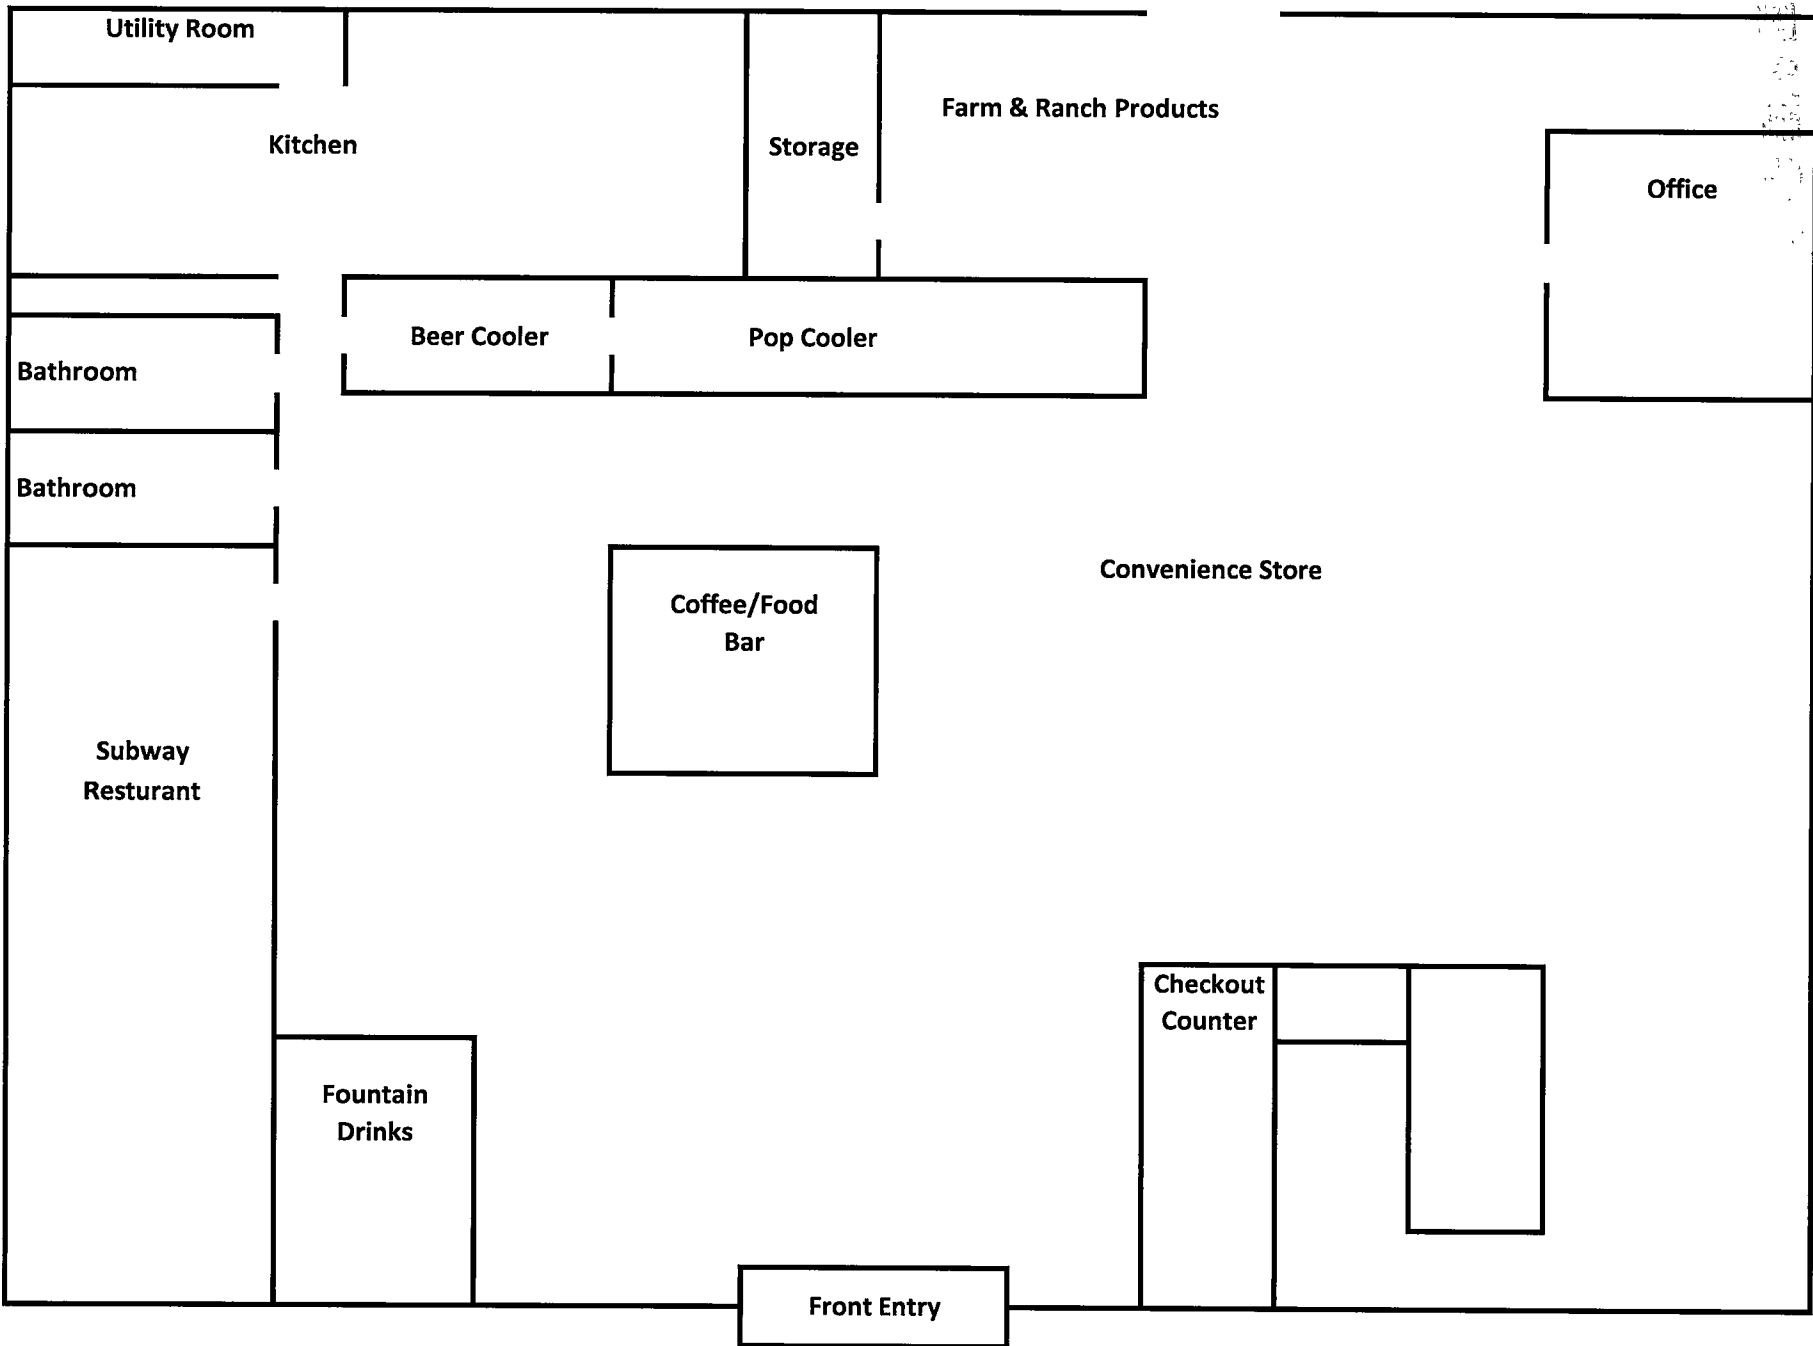 Utility Room
Farm & Ranch Products
Kitchen
Storage
Office
Beer Cooler
Pop Cooler
Bathroom
Bathroom
Convenience Store
Coffee/Food
Bar
Subway
Resturant
Checkout
Counter
Fountain
Drinks
Front Entry